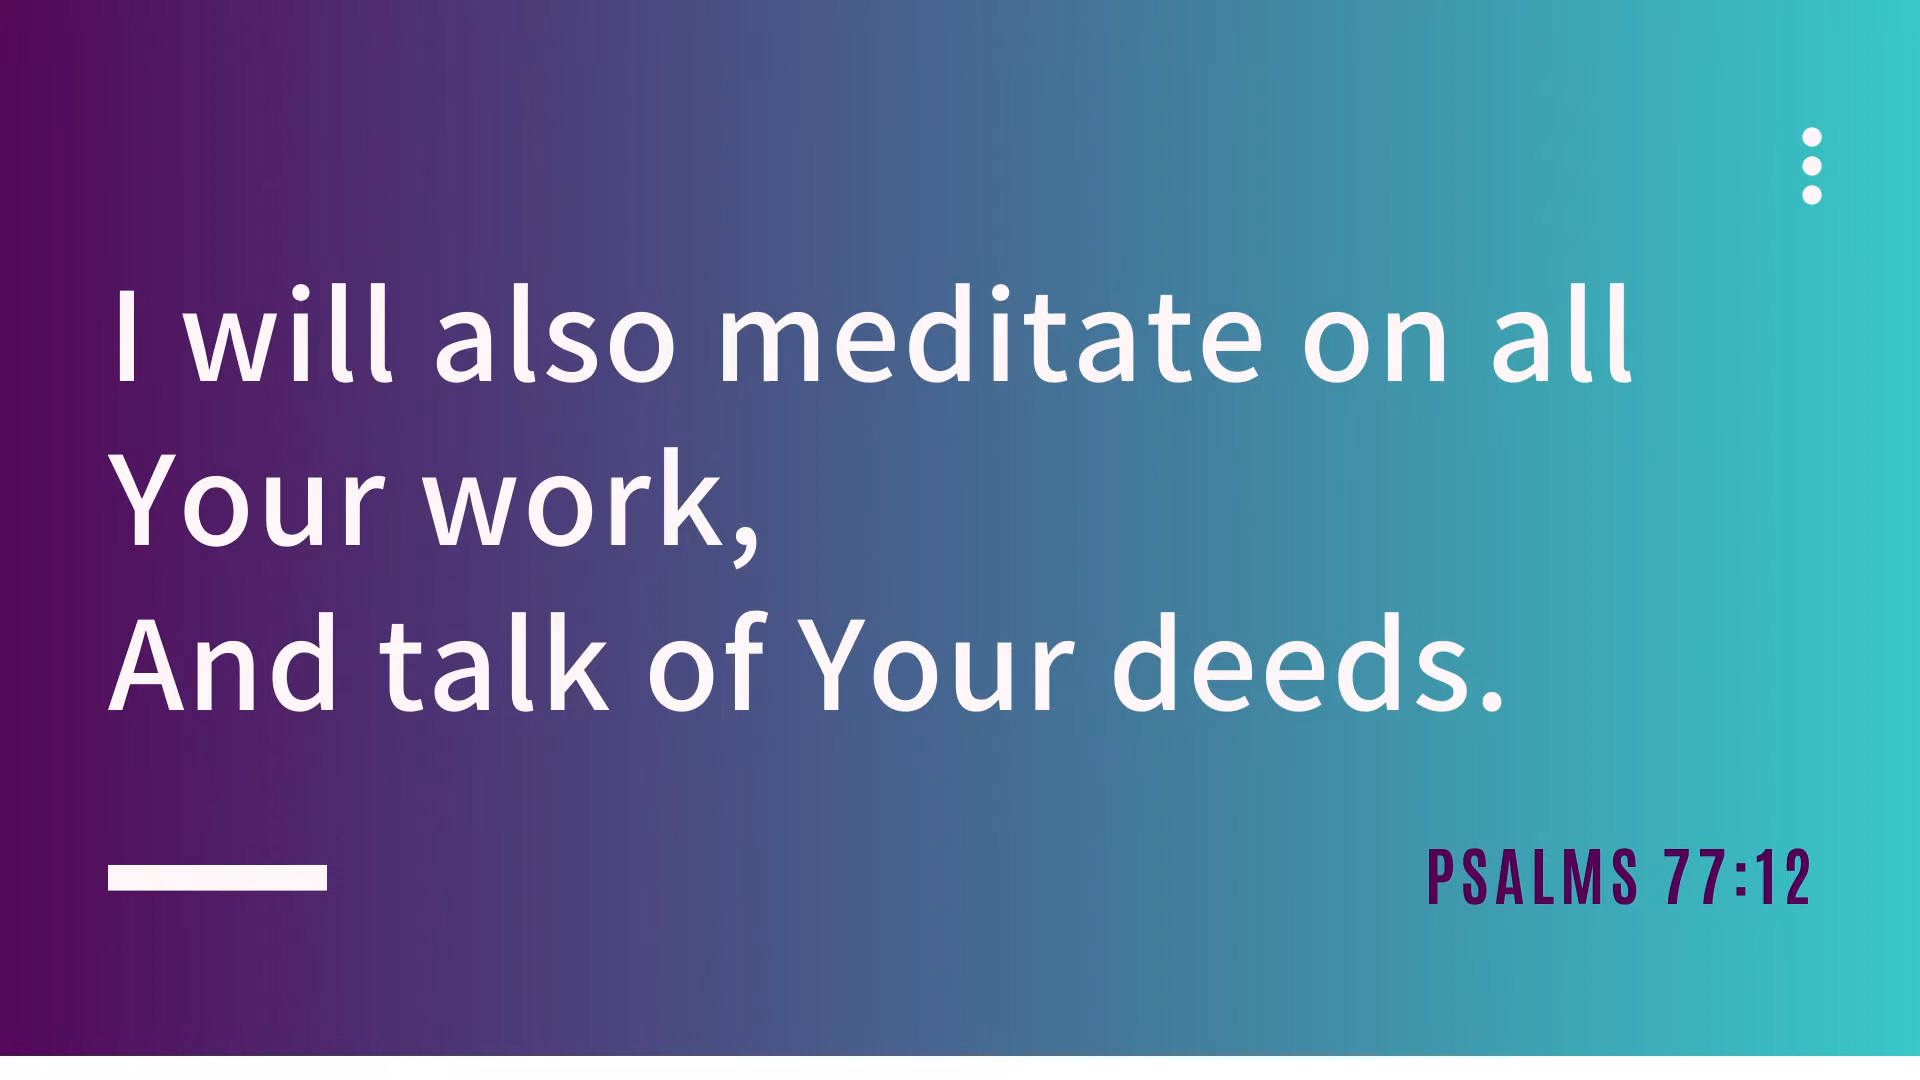 I will also meditate on all
Your work,
And talk of Your deeds.
PSALMS 77:12